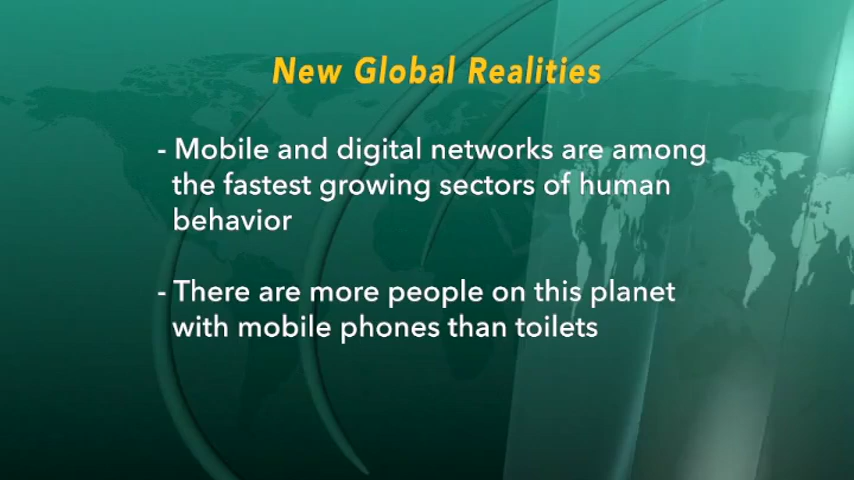 New Global Realities
- Mobile and digital networks are among
the fastest growing sectors of human
behavior
- There are more people on this planet
with mobile phones than toilets